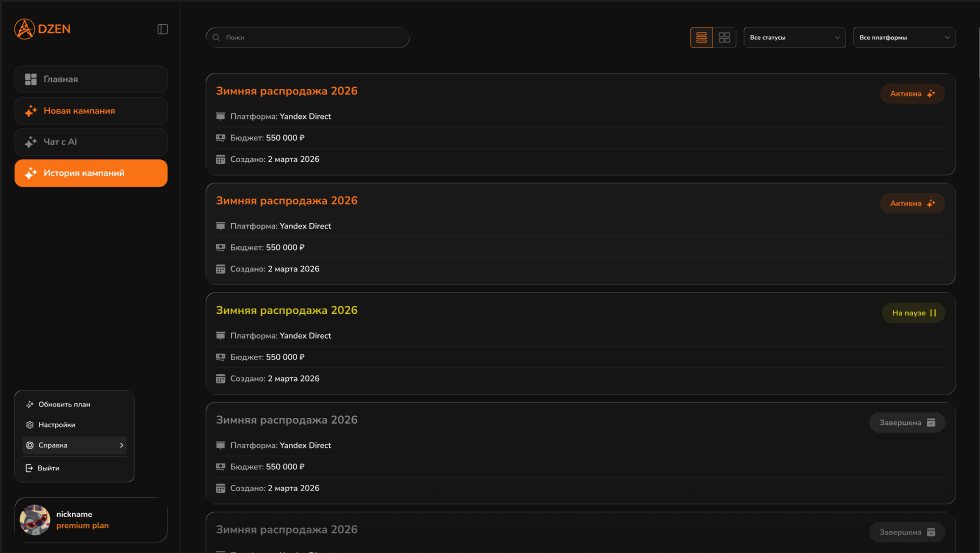 DZEN
Главная
Новая кампания
Чат с AI
История кампаний
Обновить план
Настройки
Справка
Выйти
nickname
premium plan
Поиск
Все статусы
Все платформы
Зимняя распродажа 2026
Активна
Платформа: Yandex Direct
Бюджет: 550 000 ₽
Создано: 2 марта 2026
Зимняя распродажа 2026
Активна
Платформа: Yandex Direct
Бюджет: 550 000 ₽
Создано: 2 марта 2026
Зимняя распродажа 2026
На паузе
Платформа: Yandex Direct
Бюджет: 550 000 ₽
Создано: 2 марта 2026
Зимняя распродажа 2026
Завершена
Платформа: Yandex Direct
Бюджет: 550 000 ₽
Создано: 2 марта 2026
Зимняя распродажа 2026
Завершена